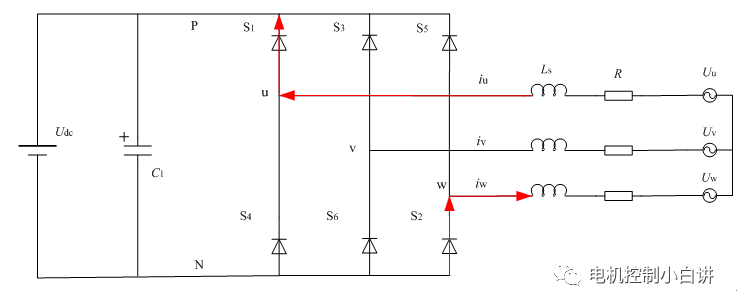 P
S1
S3
S5
u
iu
Ls
R
Uu
Udc
+
C1
v
iv
Uv
w
iw
Uw
S4
S6
S2
N
电机控制小白讲